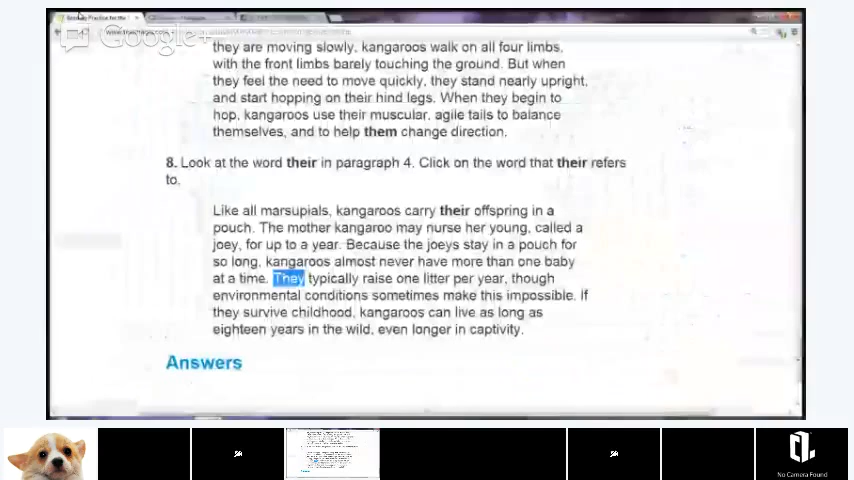 Google+
they are moving slowly, kangaroos walk on all four limbs,
with the front limbs barely touching the ground. But when
they feel the need to move quickly, they stand nearly upright,
and start hopping on their hind legs. When they begin to
hop, kangaroos use their muscular, agile tails to balance
themselves, and to help them change direction.
8. Look at the word their in paragraph 4. Click on the word that their refers
to.
Like all marsupials, kangaroos carry their offspring in a
pouch. The mother kangaroo may nurse her young, called a
joey, for up to a year. Because the joeys stay in a pouch for
so long, kangaroos almost never have more than one baby
at a time. They typically raise one litter per year, though
environmental conditions sometimes make this impossible. If
they survive childhood, kangaroos can live as long as
eighteen years in the wild, even longer in captivity.
Answers
No Camera Found